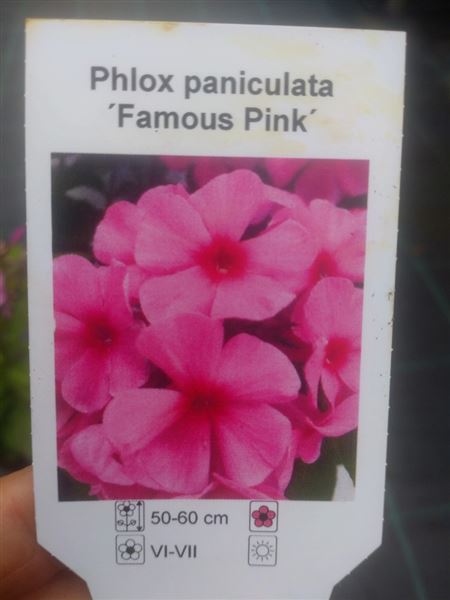 Phlox paniculata
´Famous Pink´
50-60 cm
VI-VII